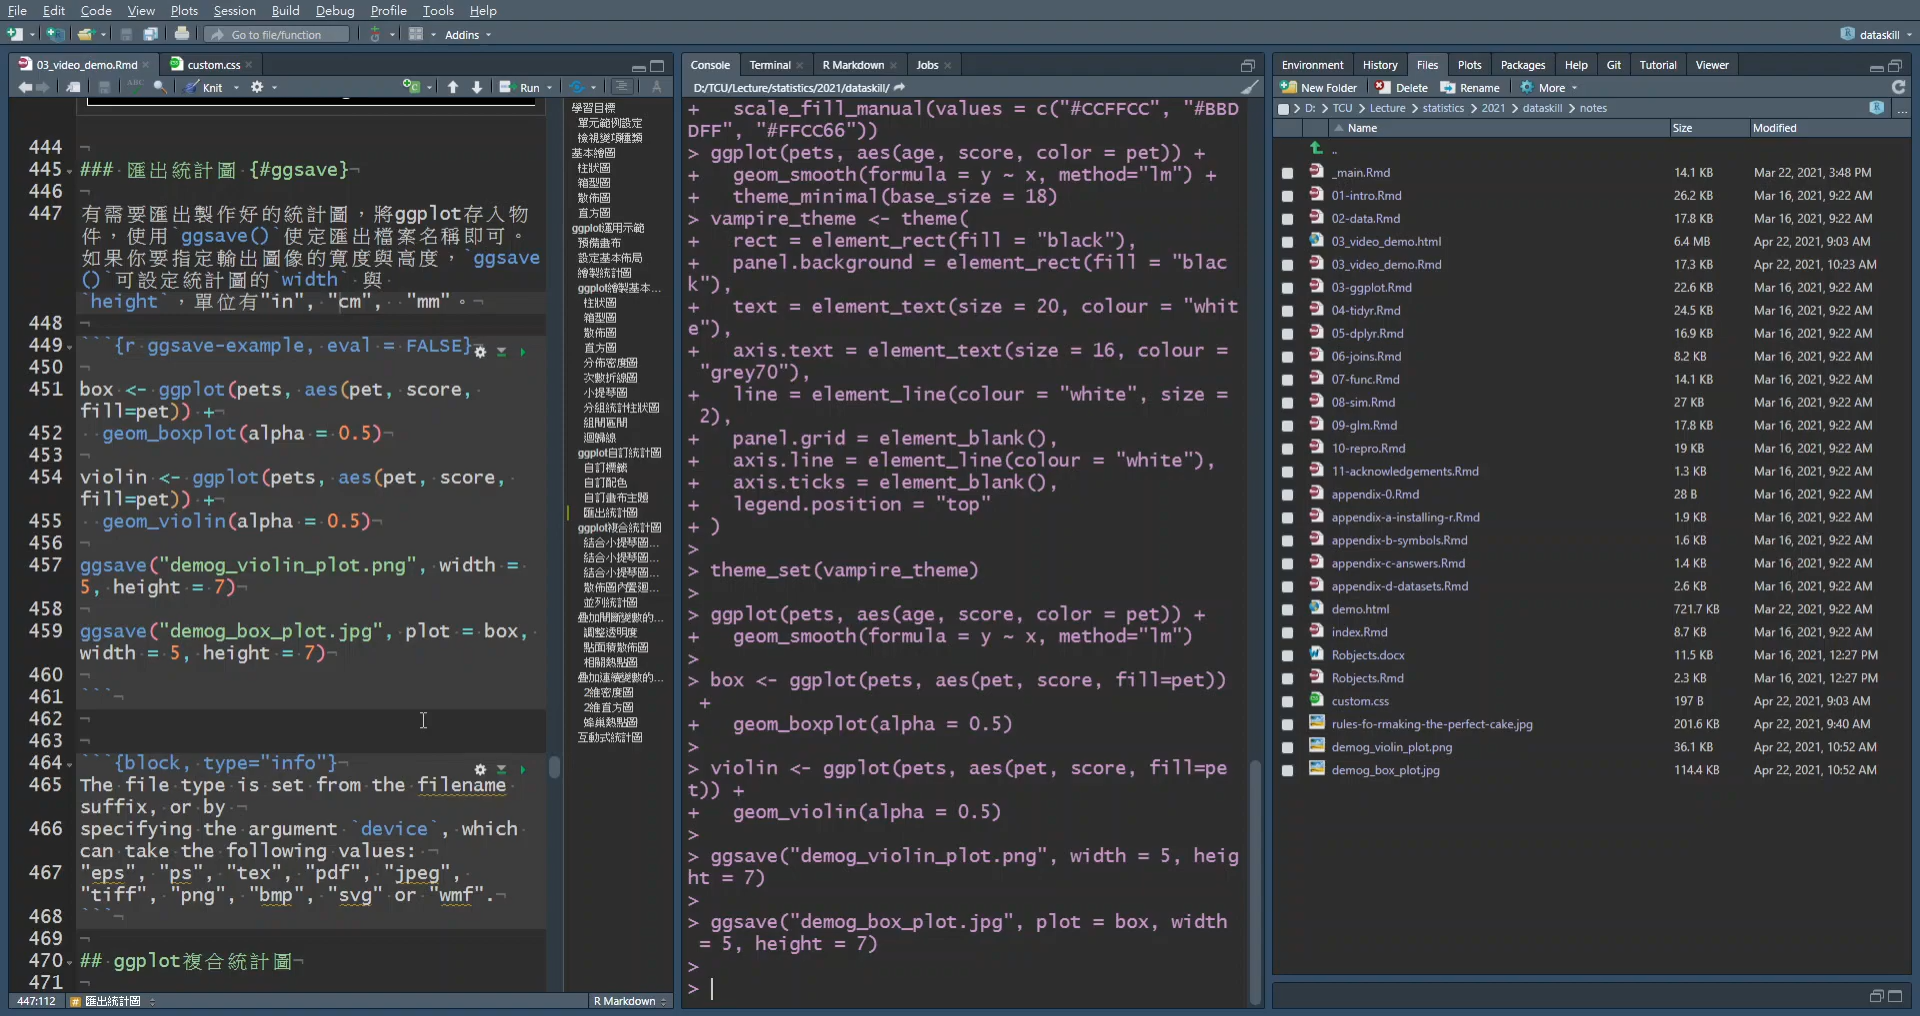 File Edit Code View Plots Session Build Debug Profile Tools Help
Go to file/function Addins dataskill
03_video_demo.Rmd custom.css
Knit Run
444
445 ### 匯出統計圖 {#ggsave}
446
447 有需要匯出製作好的統計圖，將ggplot存入物
件，使用`ggsave()`使定匯出檔案名稱即可。
如果你要指定輸出圖像的寬度與高度，`ggsave
()`可設定統計圖的`width` 與
`height`，單位有"in", "cm", "mm"。
448
449 ```{r ggsave-example, eval = FALSE}
450
451 box <- ggplot(pets, aes(pet, score,
fill=pet)) +
452 geom_boxplot(alpha = 0.5)
453
454 violin <- ggplot(pets, aes(pet, score,
fill=pet)) +
455 geom_violin(alpha = 0.5)
456
457 ggsave("demog_violin_plot.png", width =
5, height = 7)
458
459 ggsave("demog_box_plot.jpg", plot = box,
width = 5, height = 7)
460
461 ```
462
463
464 ```{block, type="info"}
465 The file type is set from the filename
suffix, or by
466 specifying the argument `device`, which
can take the following values:
467 "eps", "ps", "tex", "pdf", "jpeg",
"tiff", "png", "bmp", "svg" or "wmf".
468 ```
469
470 ## ggplot複合統計圖
471
447:112 匯出統計圖 R Markdown
學習目標
單元範例設定
檢視變項種類
基本繪圖
柱狀圖
箱型圖
散佈圖
直方圖
ggplot運用示範
預備畫布
設定基本佈局
繪製統計圖
ggplot繪製基本...
柱狀圖
箱型圖
散佈圖
直方圖
分佈密度圖
次數折線圖
小提琴圖
分組統計柱狀圖
組間區間
迴歸線
ggplot自訂統計圖
自訂標籤
自訂配色
自訂畫布主題
匯出統計圖
ggplot複合統計圖
結合小提琴圖...
結合小提琴圖...
結合小提琴圖...
散佈圖內置迴...
並列統計圖
疊加間斷變數的...
調整透明度
點面積散佈圖
相關熱點圖
疊加連續變數的...
2維密度圖
2維直方圖
蜂巢熱點圖
互動式統計圖
Console Terminal R Markdown Jobs
D:/TCU/Lecture/statistics/2021/dataskill/
+ scale_fill_manual(values = c("#CCFFCC", "#BBD
DFF", "#FFCC66"))
> ggplot(pets, aes(age, score, color = pet)) +
+ geom_smooth(formula = y ~ x, method="lm") +
+ theme_minimal(base_size = 18)
> vampire_theme <- theme(
+ rect = element_rect(fill = "black"),
+ panel.background = element_rect(fill = "blac
k"),
+ text = element_text(size = 20, colour = "whit
e"),
+ axis.text = element_text(size = 16, colour =
"grey70"),
+ line = element_line(colour = "white", size =
2),
+ panel.grid = element_blank(),
+ axis.line = element_line(colour = "white"),
+ axis.ticks = element_blank(),
+ legend.position = "top"
+ )
>
> theme_set(vampire_theme)
>
> ggplot(pets, aes(age, score, color = pet)) +
+ geom_smooth(formula = y ~ x, method="lm")
>
> box <- ggplot(pets, aes(pet, score, fill=pet))
+
+ geom_boxplot(alpha = 0.5)
>
> violin <- ggplot(pets, aes(pet, score, fill=pe
t)) +
+ geom_violin(alpha = 0.5)
>
> ggsave("demog_violin_plot.png", width = 5, heig
ht = 7)
>
> ggsave("demog_box_plot.jpg", plot = box, width
= 5, height = 7)
>
>
Environment History Files Plots Packages Help Git Tutorial Viewer
New Folder Delete Rename More
D: TCU Lecture statistics 2021 dataskill notes ...
Name Size Modified
..
_main.Rmd 14.1 KB Mar 22, 2021, 3:48 PM
01-intro.Rmd 26.2 KB Mar 16, 2021, 9:22 AM
02-data.Rmd 17.8 KB Mar 16, 2021, 9:22 AM
03_video_demo.html 6.4 MB Apr 22, 2021, 9:03 AM
03_video_demo.Rmd 17.3 KB Apr 22, 2021, 10:23 AM
03-ggplot.Rmd 22.6 KB Mar 16, 2021, 9:22 AM
04-tidyr.Rmd 24.5 KB Mar 16, 2021, 9:22 AM
05-dplyr.Rmd 16.9 KB Mar 16, 2021, 9:22 AM
06-joins.Rmd 8.2 KB Mar 16, 2021, 9:22 AM
07-func.Rmd 14.1 KB Mar 16, 2021, 9:22 AM
08-sim.Rmd 27 KB Mar 16, 2021, 9:22 AM
09-glm.Rmd 17.8 KB Mar 16, 2021, 9:22 AM
10-repro.Rmd 19 KB Mar 16, 2021, 9:22 AM
11-acknowledgements.Rmd 1.3 KB Mar 16, 2021, 9:22 AM
appendix-0.Rmd 28 B Mar 16, 2021, 9:22 AM
appendix-a-installing-r.Rmd 1.9 KB Mar 16, 2021, 9:22 AM
appendix-b-symbols.Rmd 1.6 KB Mar 16, 2021, 9:22 AM
appendix-c-answers.Rmd 1.4 KB Mar 16, 2021, 9:22 AM
appendix-d-datasets.Rmd 2.6 KB Mar 16, 2021, 9:22 AM
demo.html 721.7 KB Mar 22, 2021, 9:22 AM
index.Rmd 8.7 KB Mar 16, 2021, 9:22 AM
Robjects.docx 11.5 KB Mar 16, 2021, 12:27 PM
Robjects.Rmd 2.3 KB Mar 16, 2021, 12:27 PM
custom.css 197 B Apr 22, 2021, 9:03 AM
rules-fo-rmaking-the-perfect-cake.jpg 201.6 KB Apr 22, 2021, 9:40 AM
demog_violin_plot.png 36.1 KB Apr 22, 2021, 10:52 AM
demog_box_plot.jpg 114.4 KB Apr 22, 2021, 10:52 AM